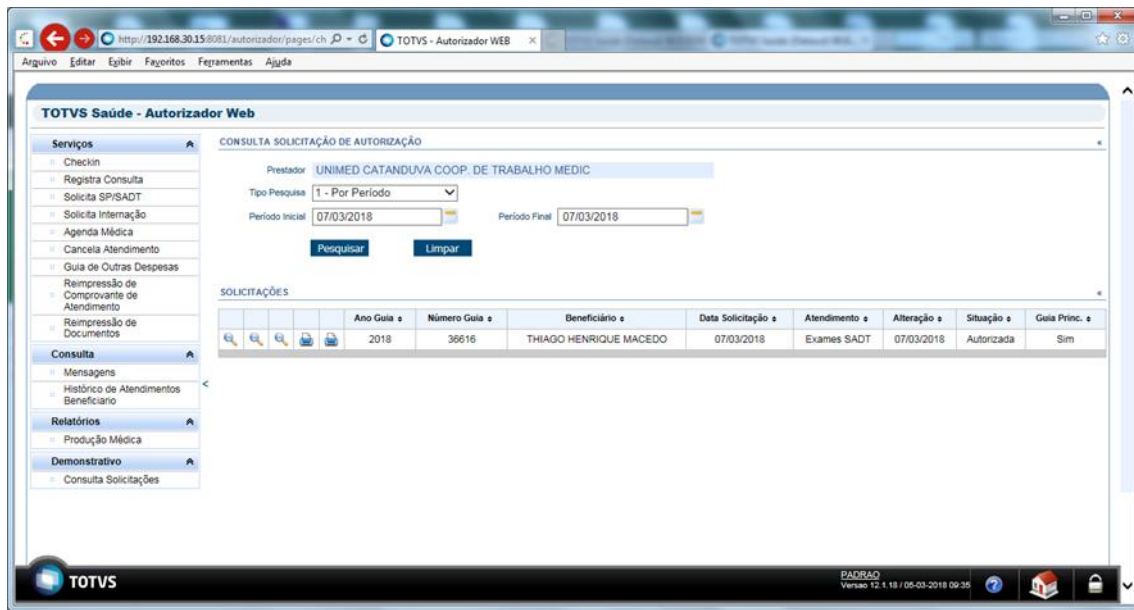 http://192.168.30.15:8081/autorizador/pages/ch
TOTVS - Autorizador WEB
Arquivo Editar Exibir Favoritos Ferramentas Ajuda
TOTVS Saúde - Autorizador Web
Serviços
Checkin
Registra Consulta
Solicita SP/SADT
Solicita Internação
Agenda Médica
Cancela Atendimento
Guia de Outras Despesas
Reimpressão de
Comprovante de
Atendimento
Reimpressão de
Documentos
Consulta
Mensagens
Histórico de Atendimentos
Beneficiario
Relatórios
Produção Médica
Demonstrativo
Consulta Solicitações
CONSULTA SOLICITAÇÃO DE AUTORIZAÇÃO
Prestador UNIMED CATANDUVA COOP. DE TRABALHO MEDIC
Tipo Pesquisa 1 - Por Período
Período Inicial 07/03/2018 Período Final 07/03/2018
Pesquisar Limpar
SOLICITAÇÕES
Ano Guia Número Guia Beneficiário Data Solicitação Atendimento Alteração Situação Guia Princ.
2018 36616 THIAGO HENRIQUE MACEDO 07/03/2018 Exames SADT 07/03/2018 Autorizada Sim
TOTVS
PADRAO
Versao 12.1.18 / 05-03-2018 09:35